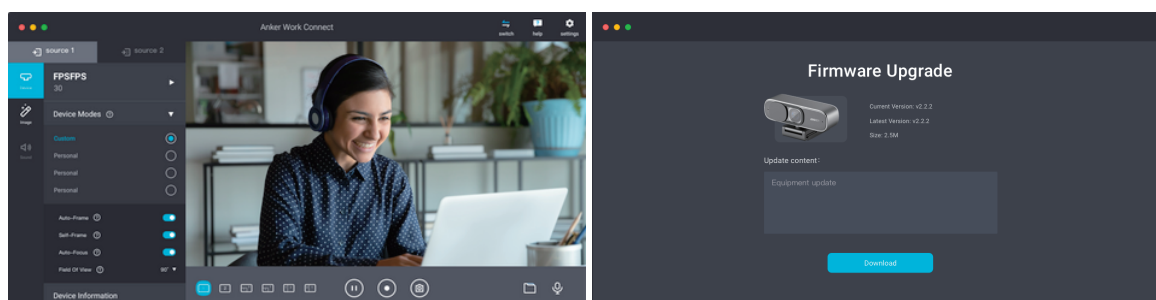 Anker Work Connect
switch
help
settings
source 1
source 2
FPSFPS
30
Device Modes
Image
Custom
Personal
Personal
Personal
Auto-Frame
Self-Frame
Auto-Focus
Field Of View
90°
Device Information
Firmware Upgrade
Current Version: v2.2.2
Latest Version: v2.2.2
Size: 2.5M
Update content:
Equipment update
Download